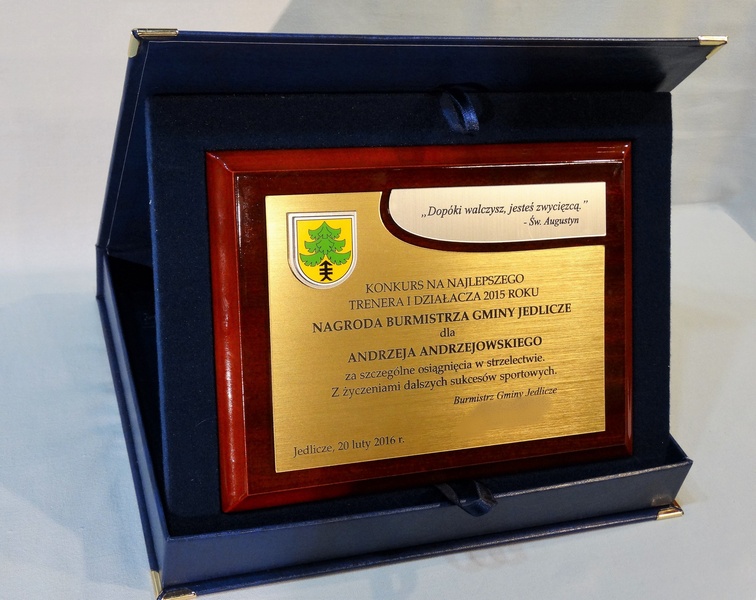 „Dopóki walczysz, jesteś zwycięzcą.”
- Św. Augustyn
KONKURS NA NAJLEPSZEGO
TRENERA I DZIAŁACZA 2015 ROKU
NAGRODA BURMISTRZA GMINY JEDLICZE
dla
ANDRZEJA ANDRZEJOWSKIEGO
za szczególne osiągnięcia w strzelectwie.
Z życzeniami dalszych sukcesów sportowych.
Burmistrz Gminy Jedlicze
Jedlicze, 20 luty 2016 r.